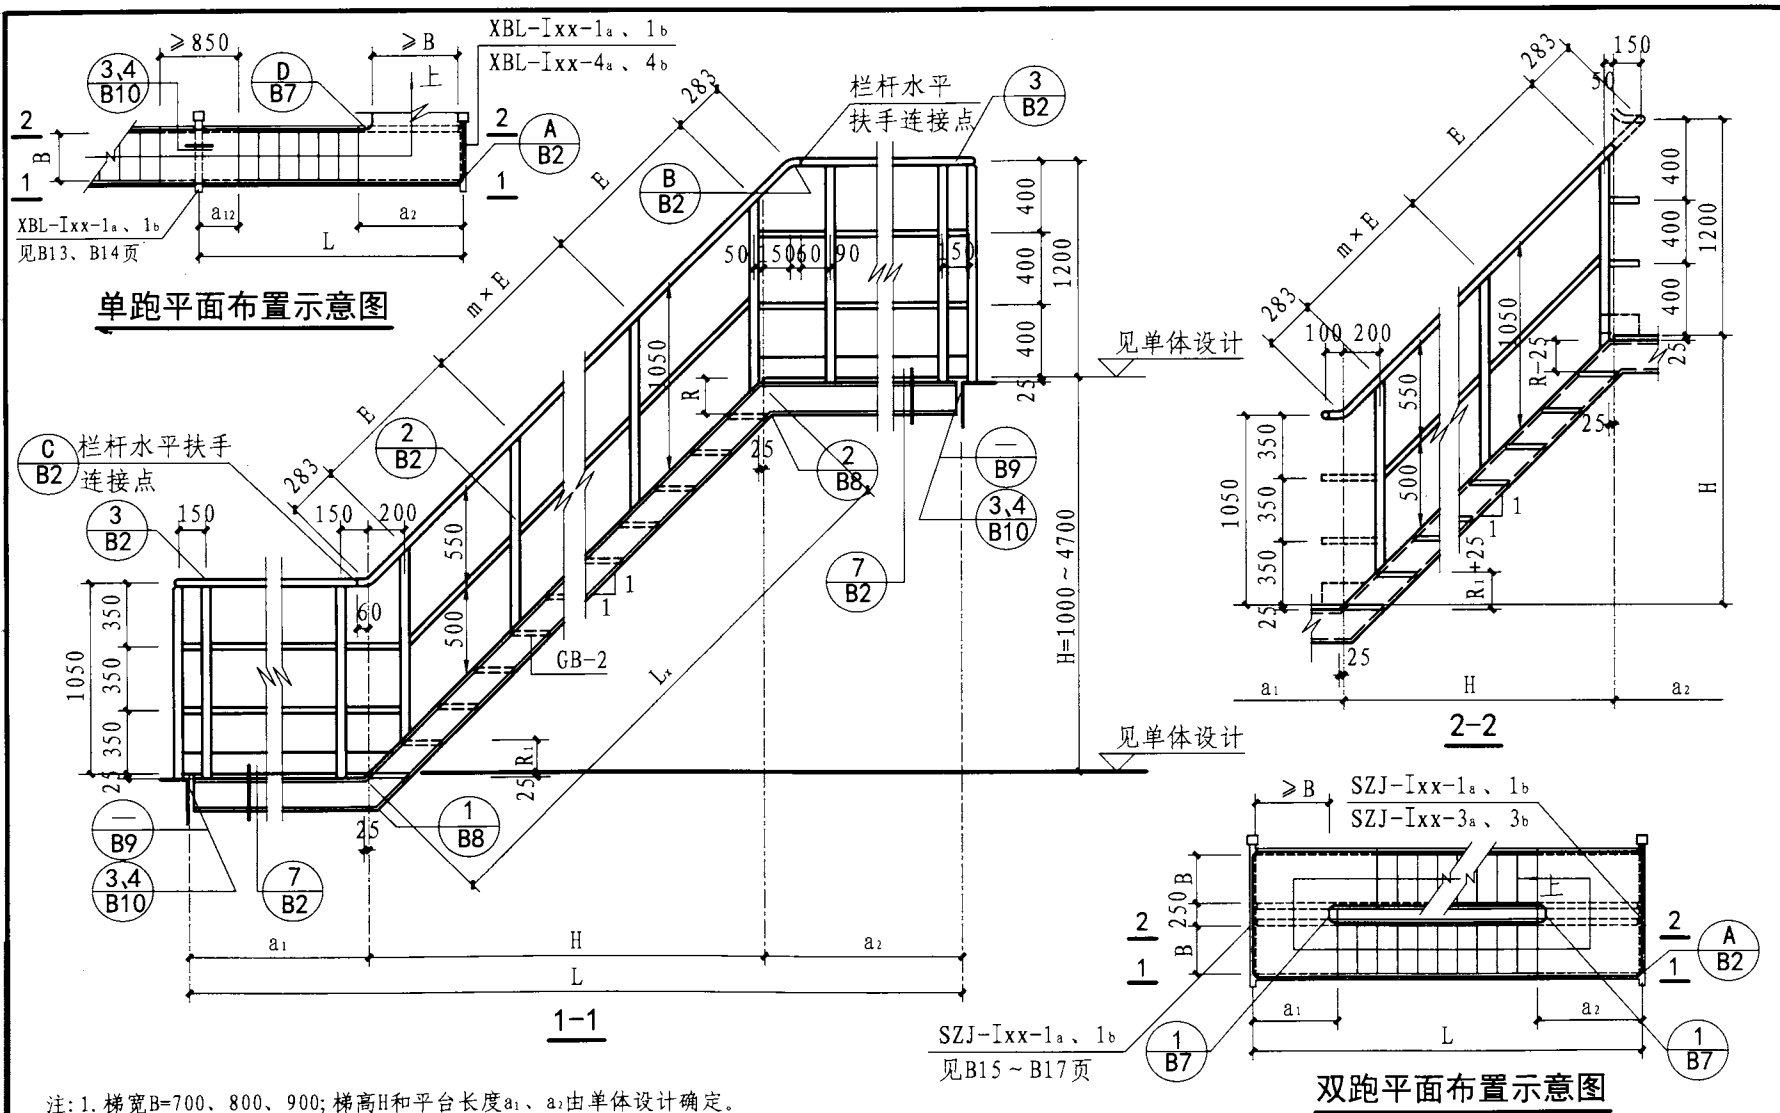 XBL-Ixx-1a、1b
XBL-Ixx-4a、4b
≥850
≥B
3,4
B10
D
B7
上
2
2
A
B2
B
1
1
a12
a2
L
XBL-Ixx-1a、1b
见B13、B14页
单跑平面布置示意图
283
栏杆水平
扶手连接点
3
B2
B
B2
E
m×E
E
283
400
400
400
1200
50
150
60
90
150
1050
R
25
25
见单体设计
C
B2
栏杆水平扶手
连接点
2
B2
3
B2
150
150
200
550
500
60
350
350
350
1050
25
1
1
GB-2
Lx
2
B8
—
B9
3,4
B10
7
B2
H=1000~4700
见单体设计
R1
25
25
1
B8
—
B9
3,4
B10
7
B2
a1
H
a2
L
1-1
283
150
50
E
m×E
283
100
200
400
400
400
1200
1050
R-25
25
25
550
500
350
350
350
1050
25
1
1
R1+25
H
25
a1
H
a2
2-2
≥B
SZJ-Ixx-1a、1b
SZJ-Ixx-3a、3b
B
250
B
上
2
2
1
1
A
B2
a1
a2
L
SZJ-Ixx-1a、1b
见B15~B17页
1
B7
1
B7
双跑平面布置示意图
注:1.梯宽B=700、800、900;梯高H和平台长度a1、a2由单体设计确定。